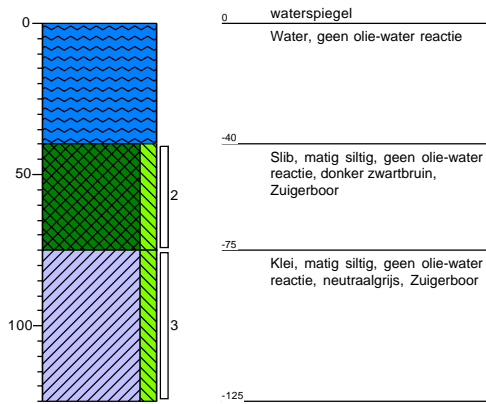 0
50
100
2
3
0
waterspiegel
Water, geen olie-water reactie
-40
Slib, matig siltig, geen olie-water
reactie, donker zwartbruin,
Zuigerboor
-75
Klei, matig siltig, geen olie-water
reactie, neutraalgrijs, Zuigerboor
-125